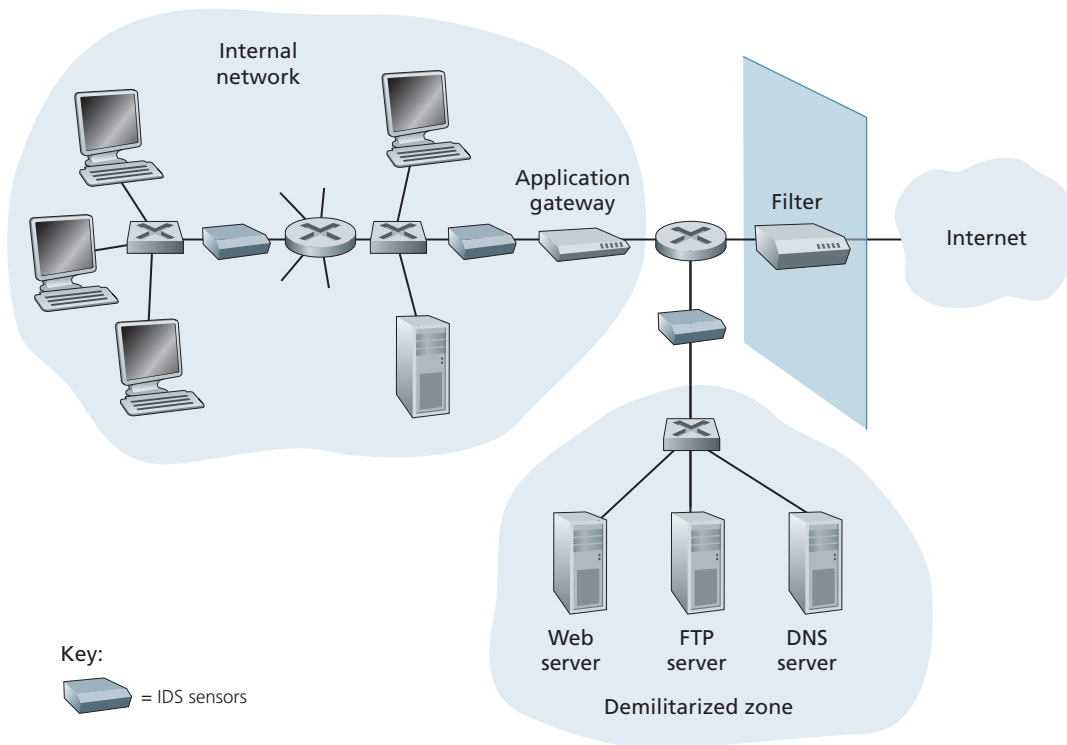 Internal
network
Application
gateway
Filter
Internet
Web
server
FTP
server
DNS
server
Key:
= IDS sensors
Demilitarized zone